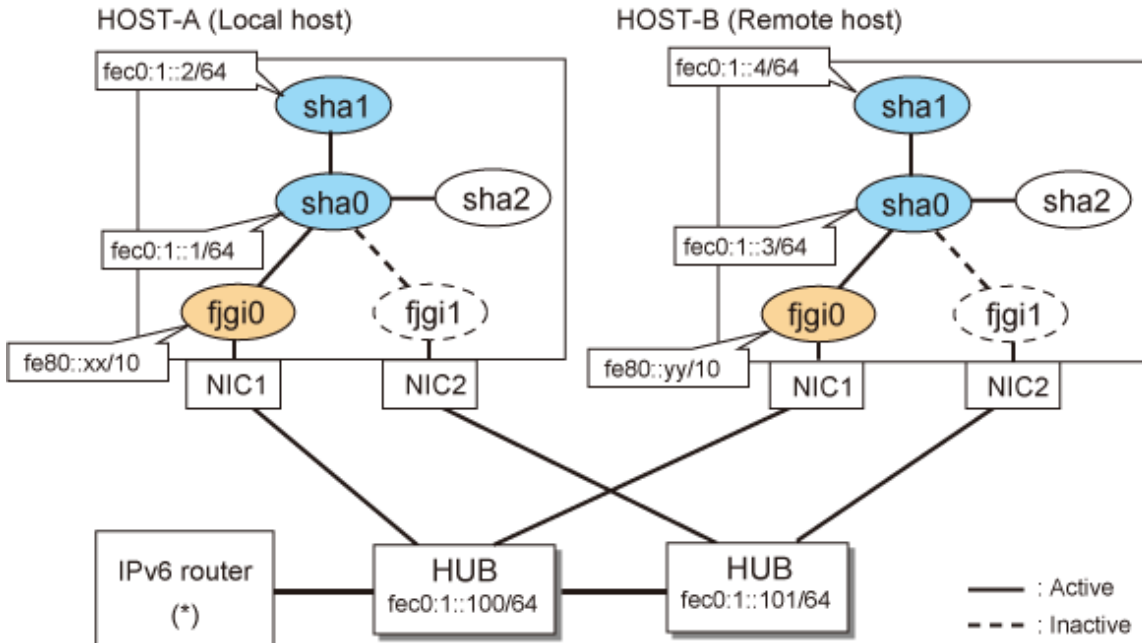 HOST-A (Local host)
HOST-B (Remote host)
fec0:1::2/64
fec0:1::4/64
sha1
sha1
sha0
sha2
sha0
sha2
fec0:1::1/64
fec0:1::3/64
fjgi0
fjgi1
fjgi0
fjgi1
fe80::xx/10
fe80::yy/10
NIC1
NIC2
NIC1
NIC2
IPv6 router
(*)
HUB
fec0:1::100/64
HUB
fec0:1::101/64
: Active
: Inactive